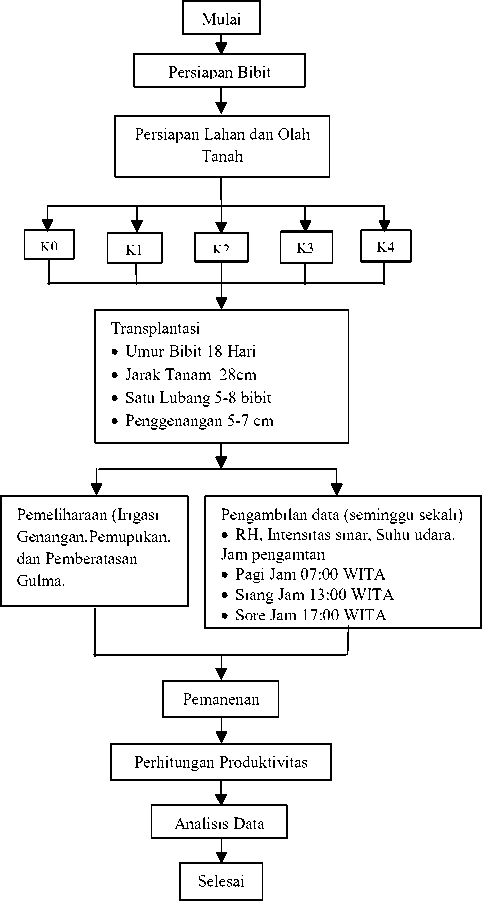 Mulai
Persiapan Bibit
Persiapan Lahan dan Olah
Tanah
K0 K1 K2 K3 K4
Transplantasi
• Umur Bibit 18 Hari
• Jarak Tanam 28cm
• Satu Lubang 5-8 bibit
• Penggenangan 5-7 cm
Pemeliharaan (Irigasi
Genangan.Pemupukan.
dan Pemberatasan
Gulma.
Pengambilan data (seminggu sekali)
• RH, Intensitas sinar, Suhu udara.
Jam pengamtan
• Pagi Jam 07:00 WITA
• Siang Jam 13:00 WITA
• Sore Jam 17:00 WITA
Pemanenan
Perhitungan Produktivitas
Analisis Data
Selesai